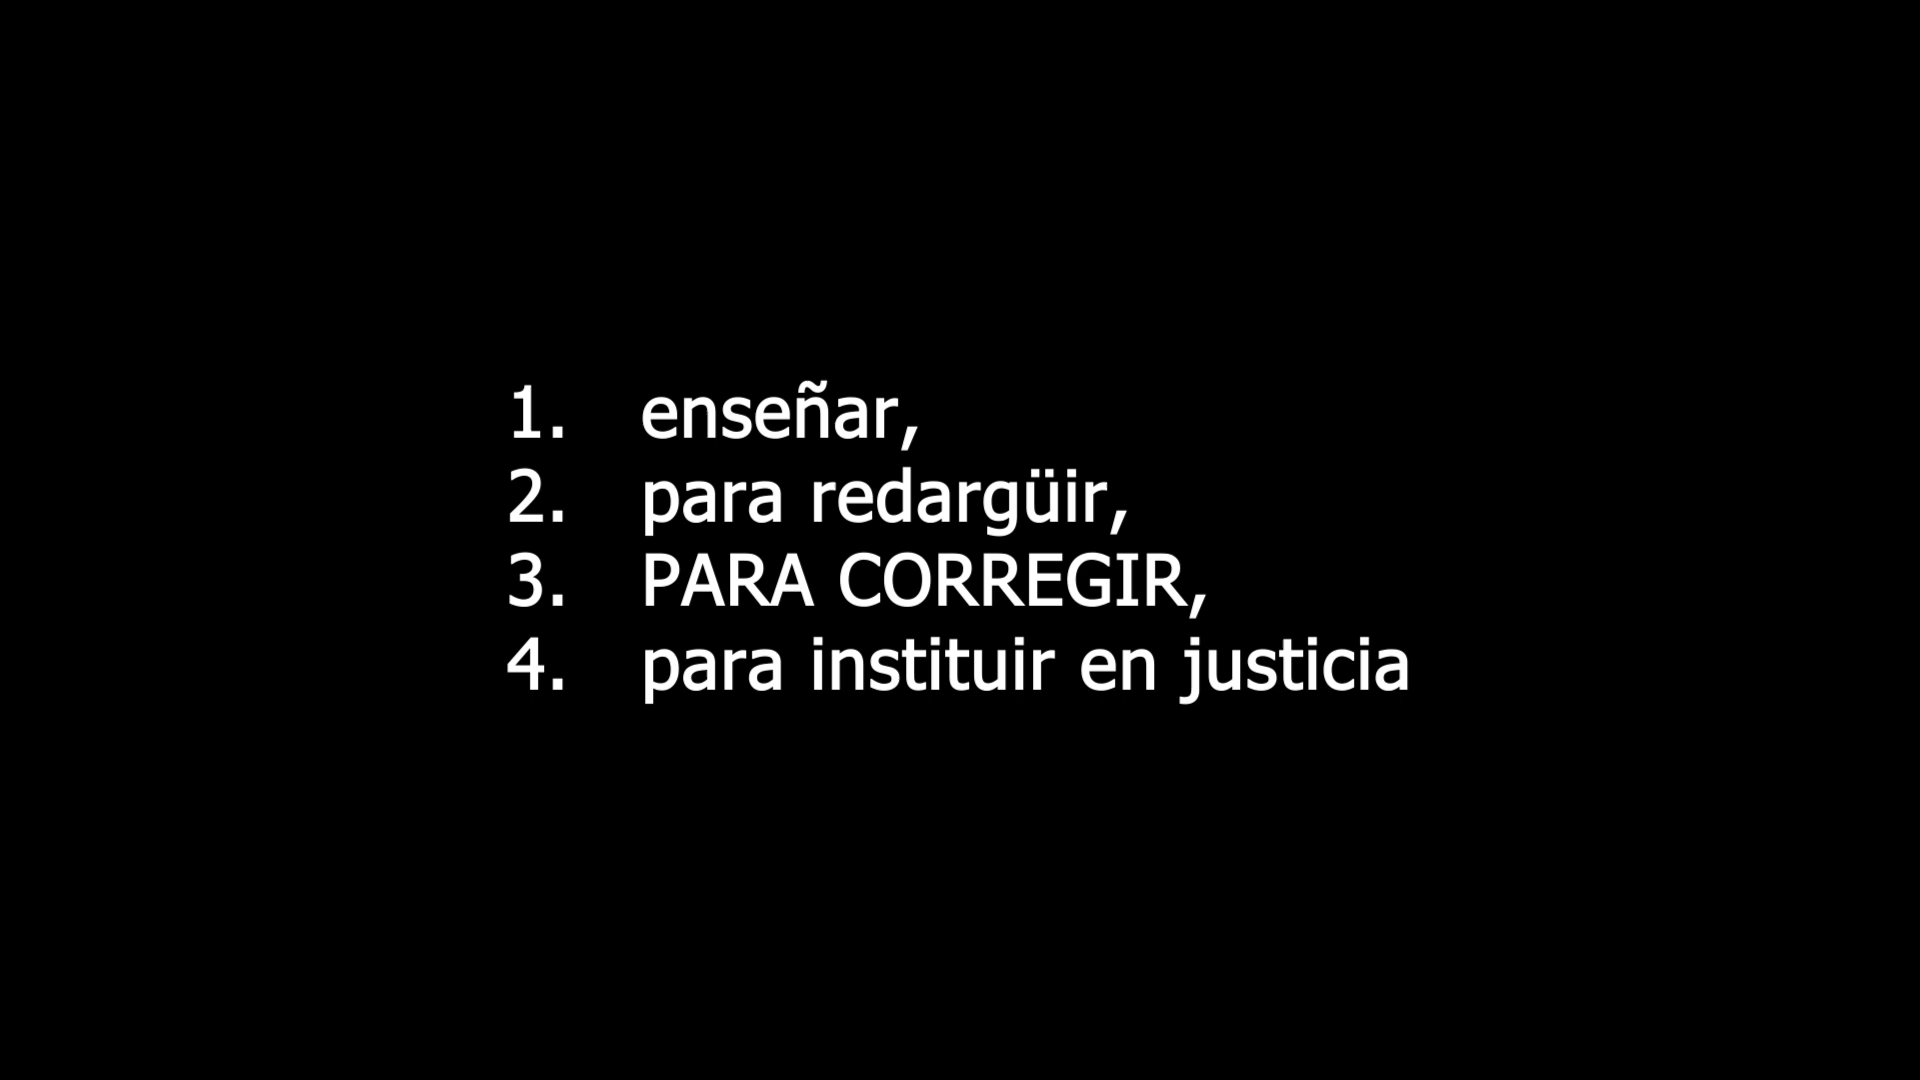 1. enseñar,
2. para redargüir,
3. PARA CORREGIR,
4. para instituir en justicia